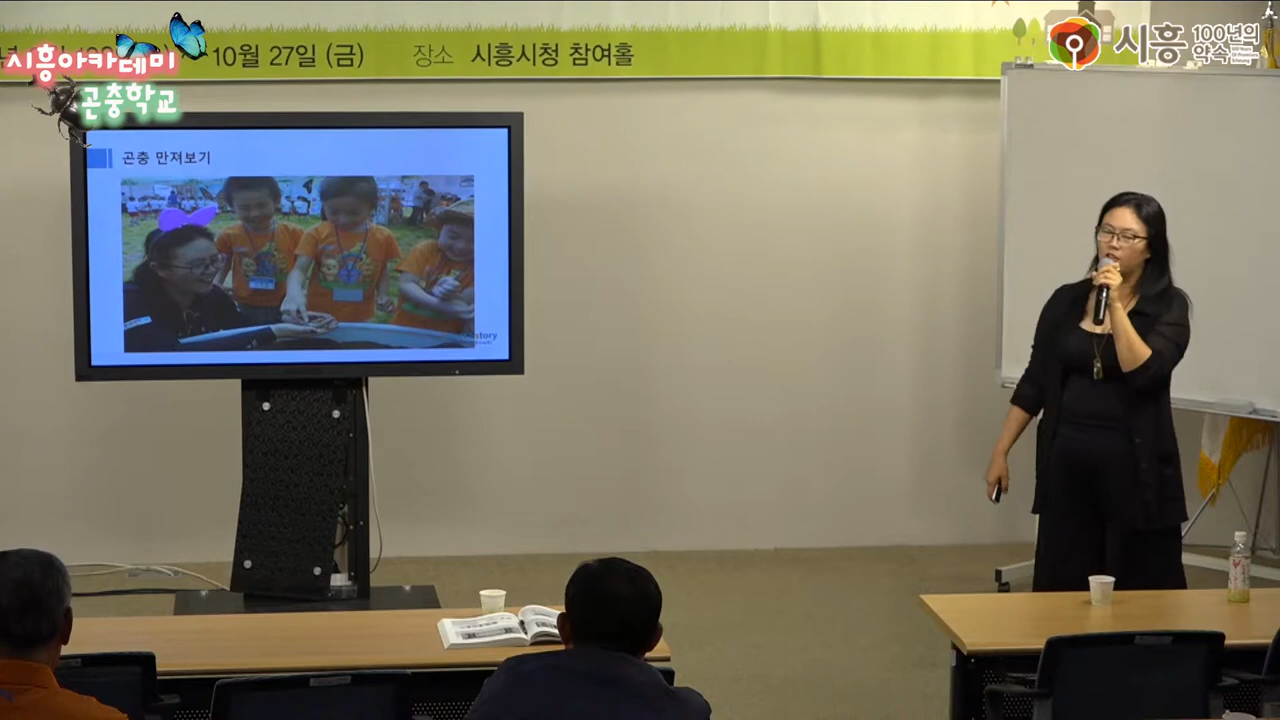 시흥아카데미
곤충학교
10월 27일 (금) 장소 시흥시청 참여홀
시흥 100년의
약속
곤충 만져보기
story